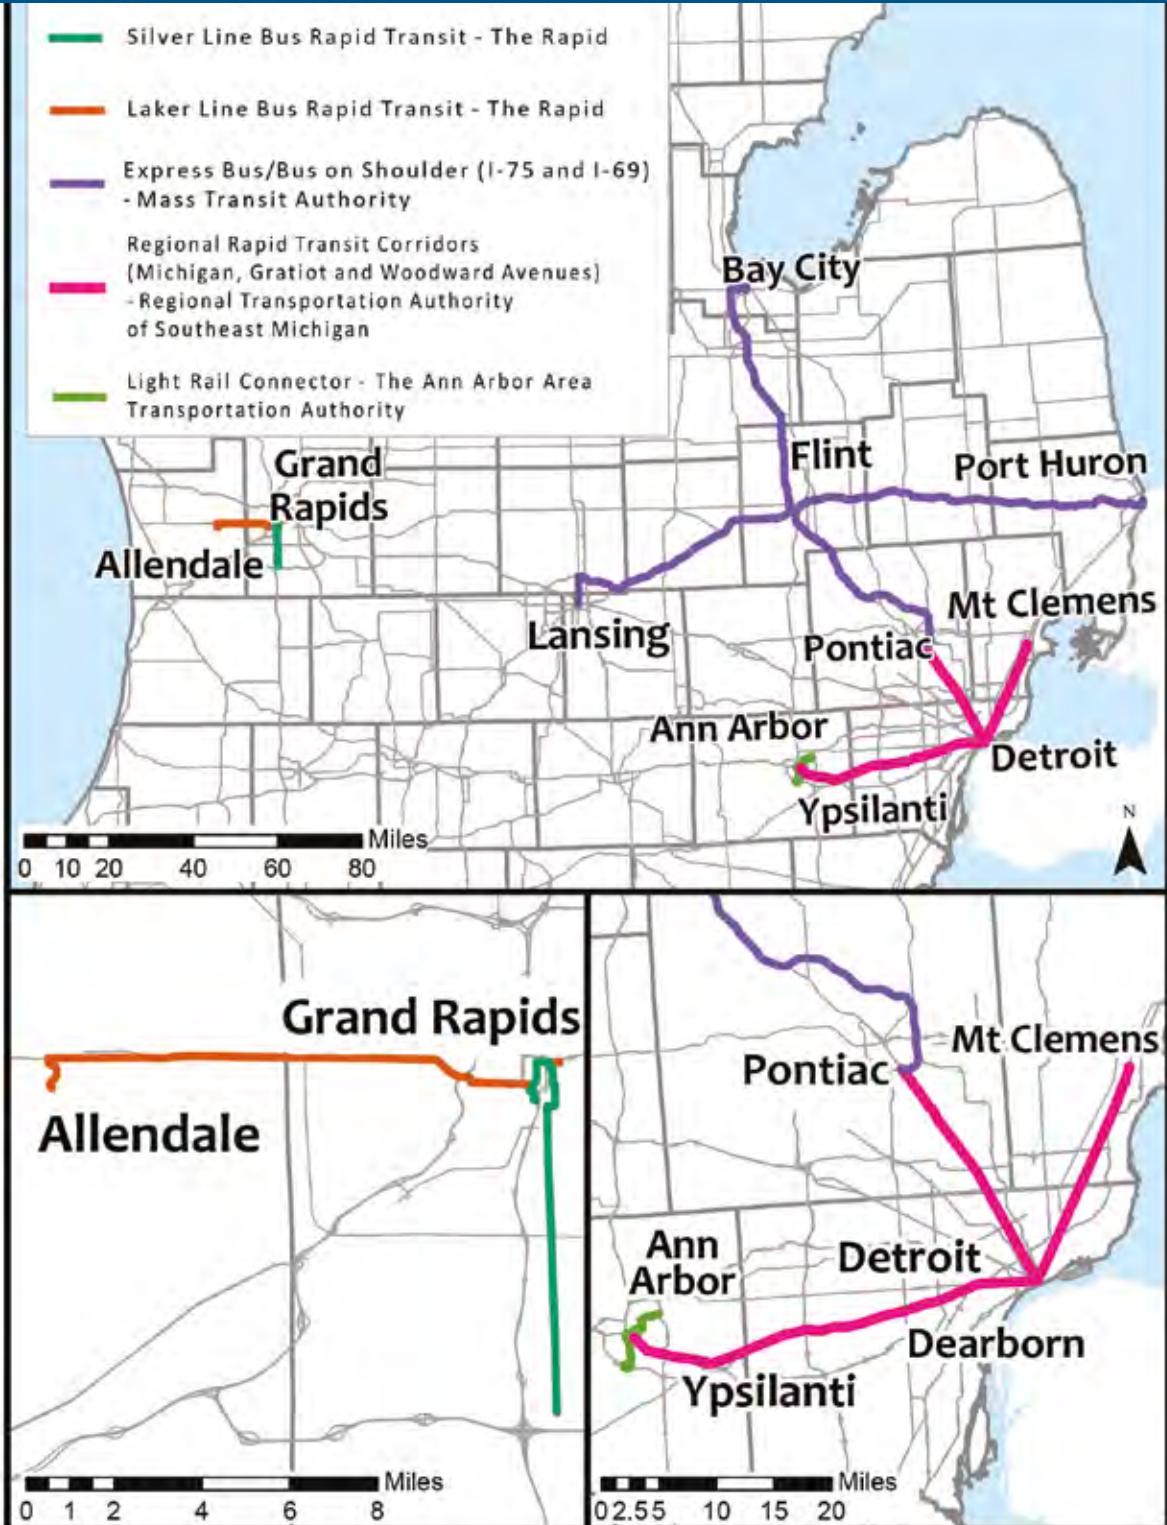 Silver Line Bus Rapid Transit - The Rapid
Laker Line Bus Rapid Transit - The Rapid
Express Bus/Bus on Shoulder (I-75 and I-69)
- Mass Transit Authority
Regional Rapid Transit Corridors
(Michigan, Gratiot and Woodward Avenues)
- Regional Transportation Authority
of Southeast Michigan
Light Rail Connector - The Ann Arbor Area
Transportation Authority
Bay City
Flint
Port Huron
Grand
Rapids
Allendale
Lansing
Mt Clemens
Pontiac
Ann Arbor
Detroit
Ypsilanti
N
Miles
0 10 20 40 60 80
Grand Rapids
Allendale
Miles
0 1 2 4 6 8
Mt Clemens
Pontiac
Ann
Arbor
Detroit
Dearborn
Ypsilanti
Miles
0 2.5 5 10 15 20